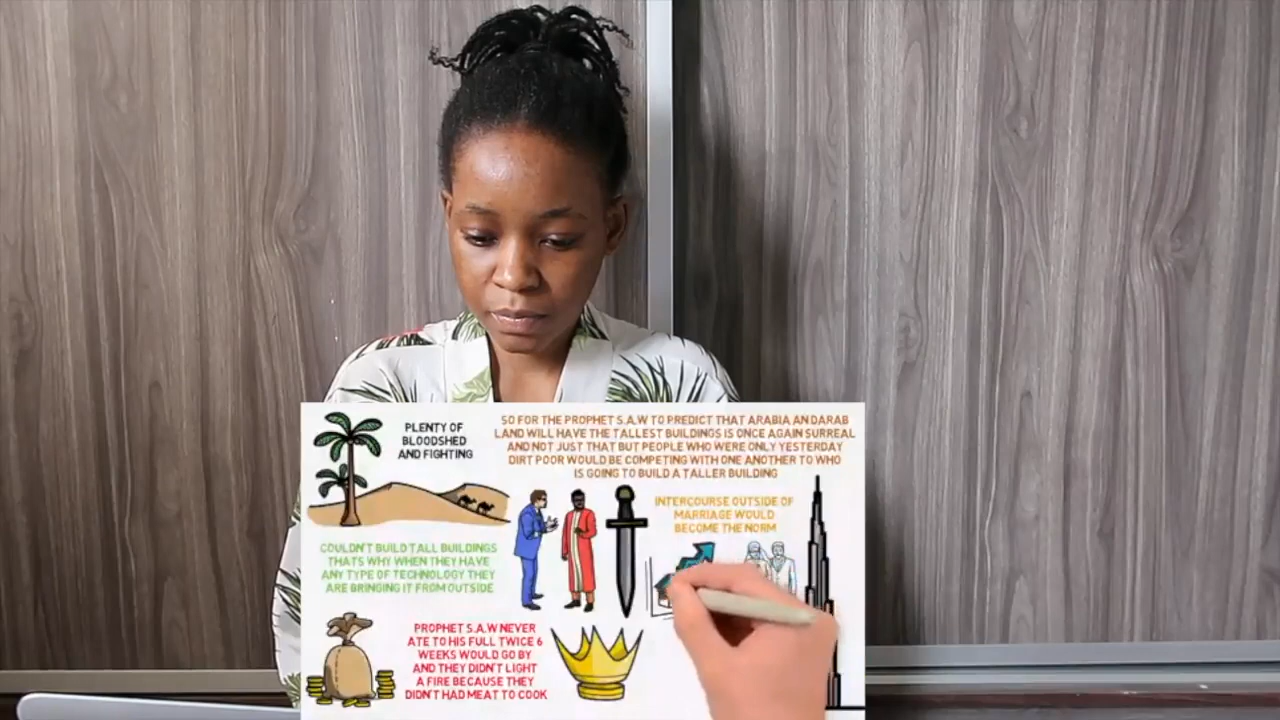 PLENTY OF
BLOODSHED
AND FIGHTING
SO FOR THE PROPHET S.A.W TO PREDICT THAT ARABIA AN DARAB
LAND WILL HAVE THE TALLEST BUILDINGS IS ONCE AGAIN SURREAL
AND NOT JUST THAT BUT PEOPLE WHO WERE ONLY YESTERDAY
DIRT POOR WOULD BE COMPETING WITH ONE ANOTHER TO WHO
IS GOING TO BUILD A TALLER BUILDING
INTERCOURSE OUTSIDE OF
MARRIAGE WOULD
BECOME THE NORM
COULDN'T BUILD TALL BUILDINGS
THATS WHY WHEN THEY HAVE
ANY TYPE OF TECHNOLOGY THEY
ARE BRINGING IT FROM OUTSIDE
PROPHET S.A.W NEVER
ATE TO HIS FULL TWICE 6
WEEKS WOULD GO BY
AND THEY DIDN'T LIGHT
A FIRE BECAUSE THEY
DIDN'T HAD MEAT TO COOK